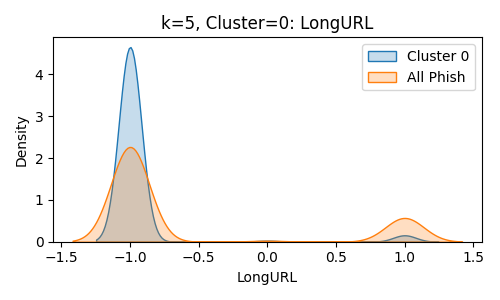 k=5, Cluster=0: LongURL
Cluster 0
All Phish
Density
4
3
2
1
0
−1.5 −1.0 −0.5 0.0 0.5 1.0 1.5
LongURL